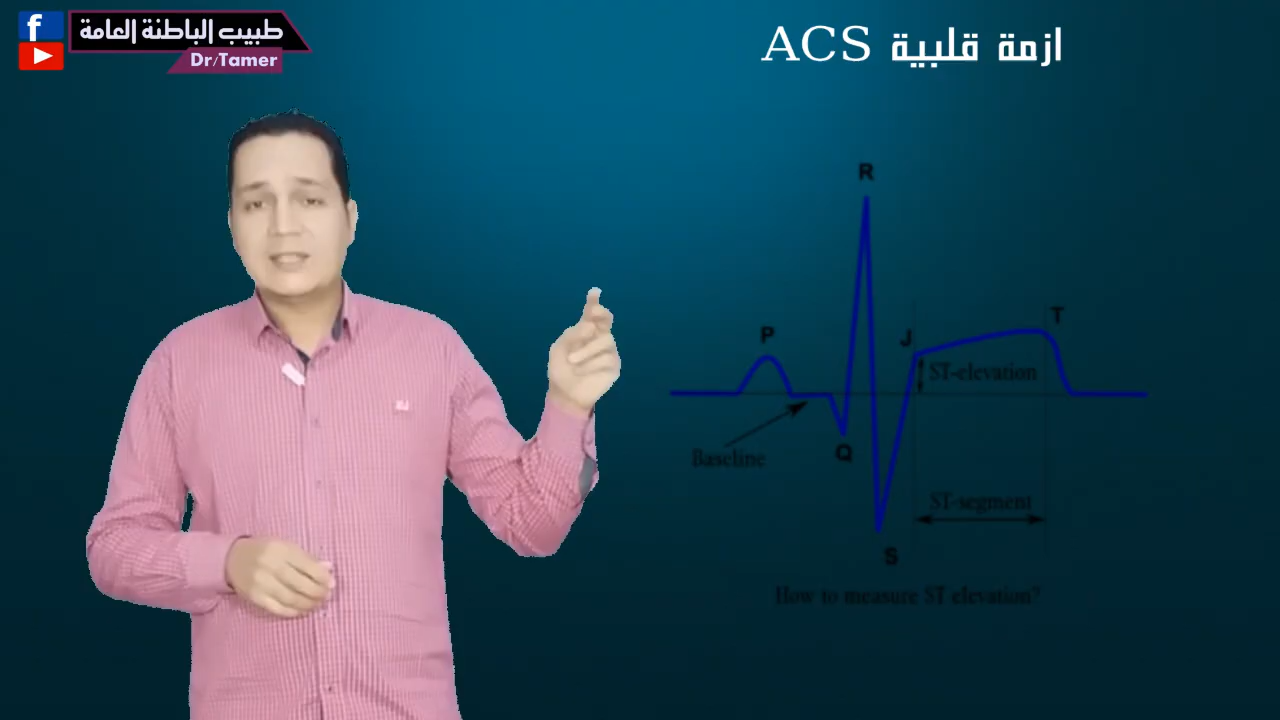 f
طبيب الباطنة العامة
Dr/Tamer
ازمة قلبية ACS
R
P
J
T
ST-elevation
Baseline
Q
ST-segment
S
How to measure ST elevation?